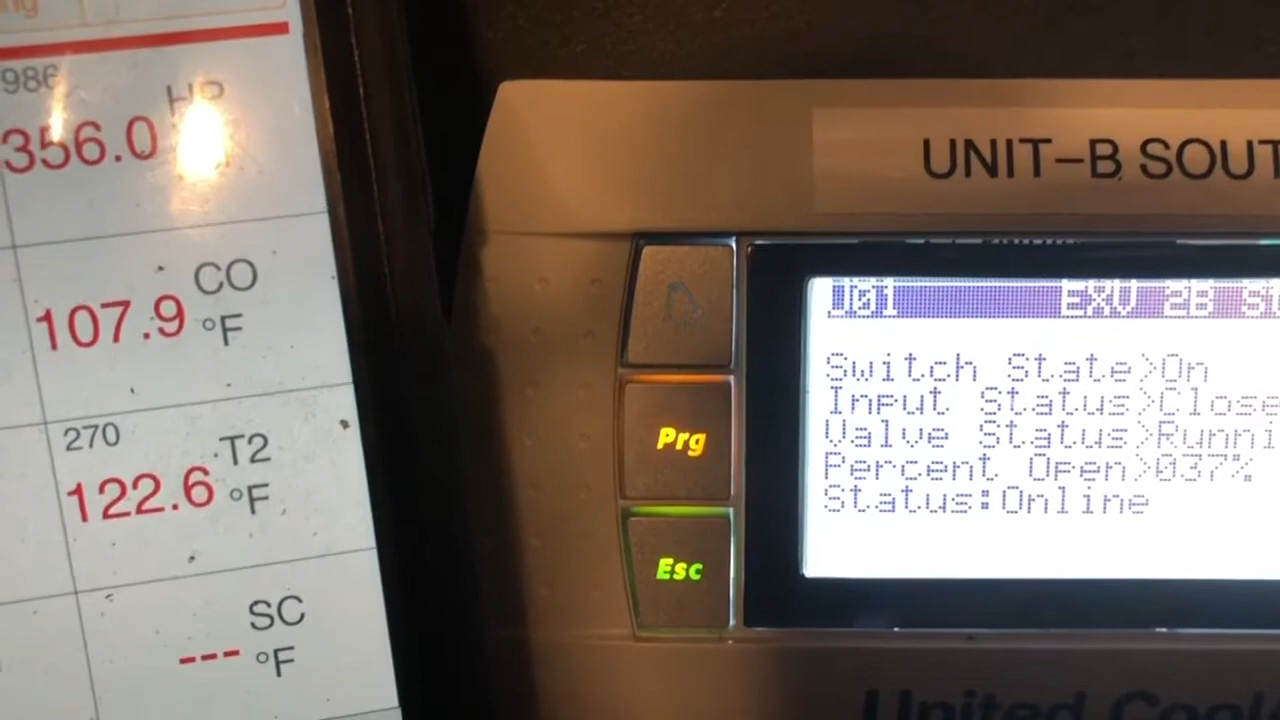 986 HP
356.0
CO
107.9 °F
270
T2
122.6 °F
SC
--- °F
UNIT-B SOUT
Prg
Esc
J01 EXV 2B
Switch State>On
Input Status>Close
Valve Status>Runni
Percent Open>037%
Status:Online
United